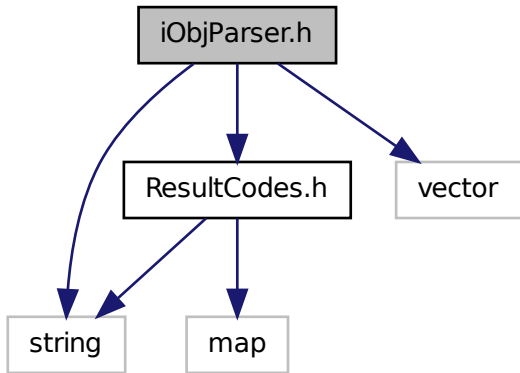 iObjParser.h
ResultCodes.h
vector
string
map